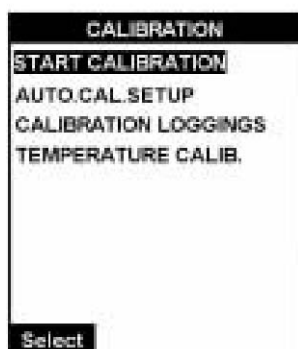 CALIBRATION
START CALIBRATION
AUTO.CAL.SETUP
CALIBRATION LOGGINGS
TEMPERATURE CALIB.
Select